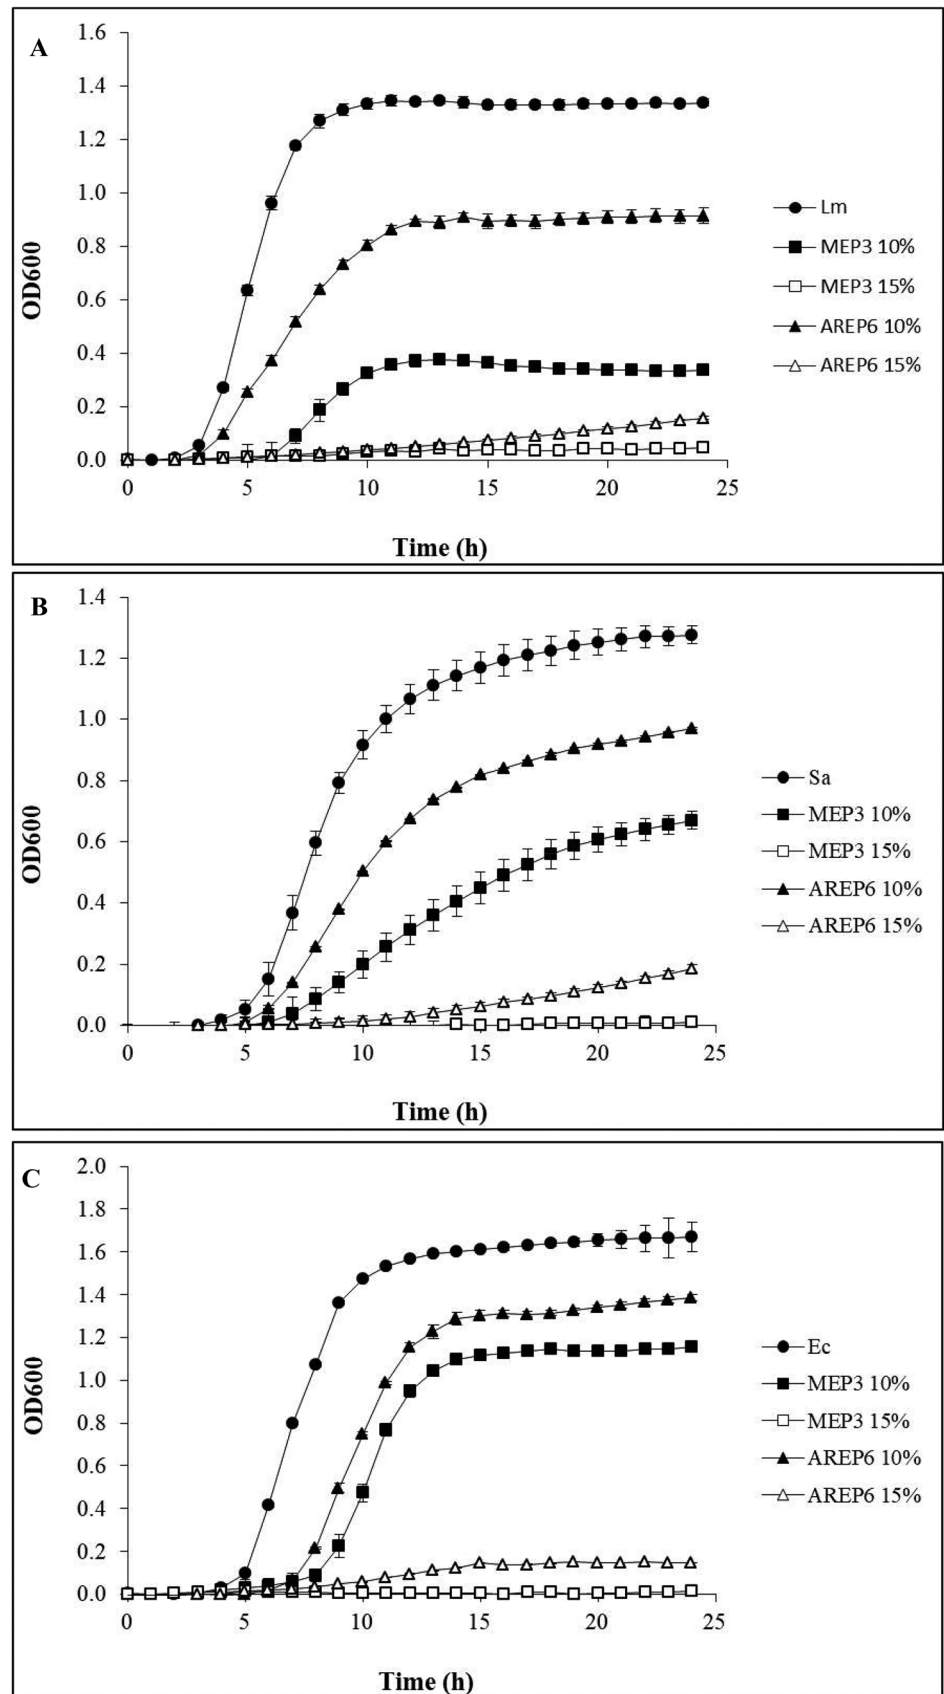 A
1.6
1.4
1.2
1.0
0.8
0.6
0.4
0.2
0.0
OD600
0 5 10 15 20 25
Time (h)
Lm
MEP3 10%
MEP3 15%
AREP6 10%
AREP6 15%
B
1.4
1.2
1.0
0.8
0.6
0.4
0.2
0.0
OD600
0 5 10 15 20 25
Time (h)
Sa
MEP3 10%
MEP3 15%
AREP6 10%
AREP6 15%
C
2.0
1.8
1.6
1.4
1.2
1.0
0.8
0.6
0.4
0.2
0.0
OD600
0 5 10 15 20 25
Time (h)
Ec
MEP3 10%
MEP3 15%
AREP6 10%
AREP6 15%